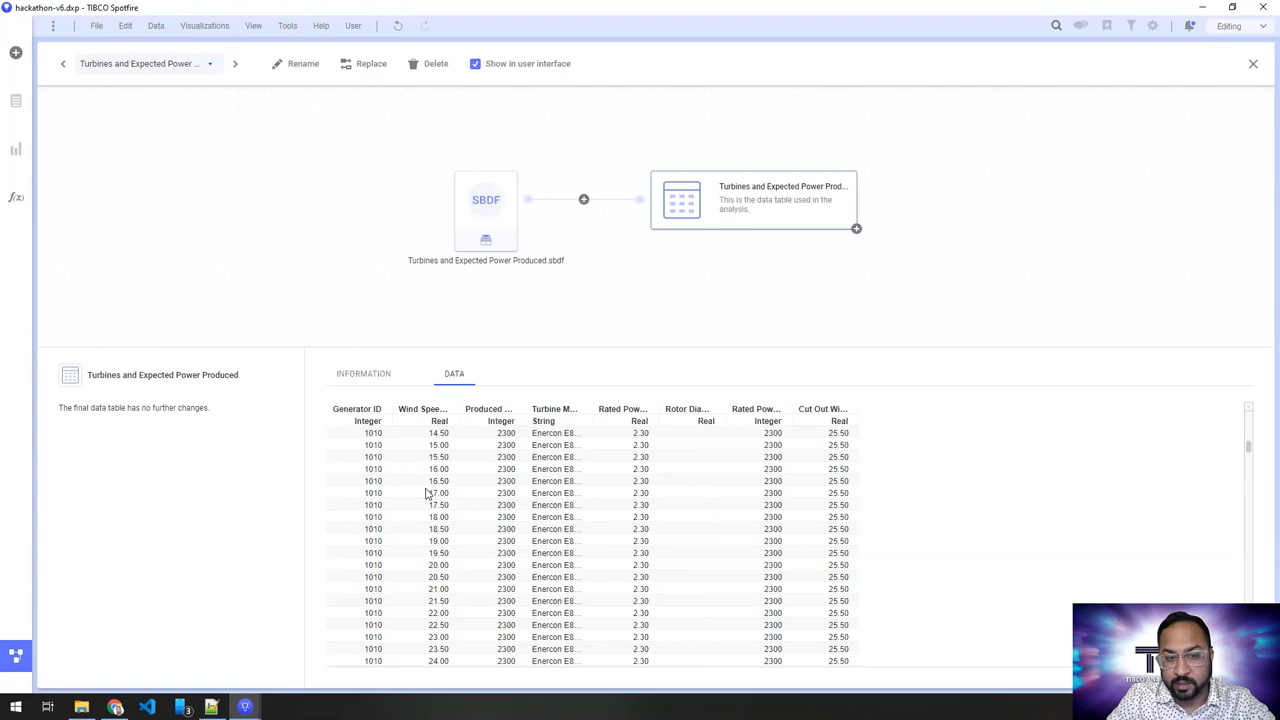 hackathon-v6.dxp - TIBCO Spotfire
File Edit Data Visualizations View Tools Help User Editing
Turbines and Expected Power ... Rename Replace Delete Show in user interface
f(x)
SBDF
Turbines and Expected Power Produced.sbdf
Turbines and Expected Power Prod...
This is the data table used in the
analysis.
Turbines and Expected Power Produced
The final data table has no further changes.
INFORMATION DATA
Generator ID Wind Spee... Produced ... Turbine M... Rated Pow... Rotor Dia... Rated Pow... Cut Out Wi...
Integer Real Integer String Real Real Integer Real
1010 14.50 2300 Enercon E8... 2.30 2300 25.50
1010 15.00 2300 Enercon E8... 2.30 2300 25.50
1010 15.50 2300 Enercon E8... 2.30 2300 25.50
1010 16.00 2300 Enercon E8... 2.30 2300 25.50
1010 16.50 2300 Enercon E8... 2.30 2300 25.50
1010 17.00 2300 Enercon E8... 2.30 2300 25.50
1010 17.50 2300 Enercon E8... 2.30 2300 25.50
1010 18.00 2300 Enercon E8... 2.30 2300 25.50
1010 18.50 2300 Enercon E8... 2.30 2300 25.50
1010 19.00 2300 Enercon E8... 2.30 2300 25.50
1010 19.50 2300 Enercon E8... 2.30 2300 25.50
1010 20.00 2300 Enercon E8... 2.30 2300 25.50
1010 20.50 2300 Enercon E8... 2.30 2300 25.50
1010 21.00 2300 Enercon E8... 2.30 2300 25.50
1010 21.50 2300 Enercon E8... 2.30 2300 25.50
1010 22.00 2300 Enercon E8... 2.30 2300 25.50
1010 22.50 2300 Enercon E8... 2.30 2300 25.50
1010 23.00 2300 Enercon E8... 2.30 2300 25.50
1010 23.50 2300 Enercon E8... 2.30 2300 25.50
1010 24.00 2300 Enercon E8... 2.30 2300 25.50
3